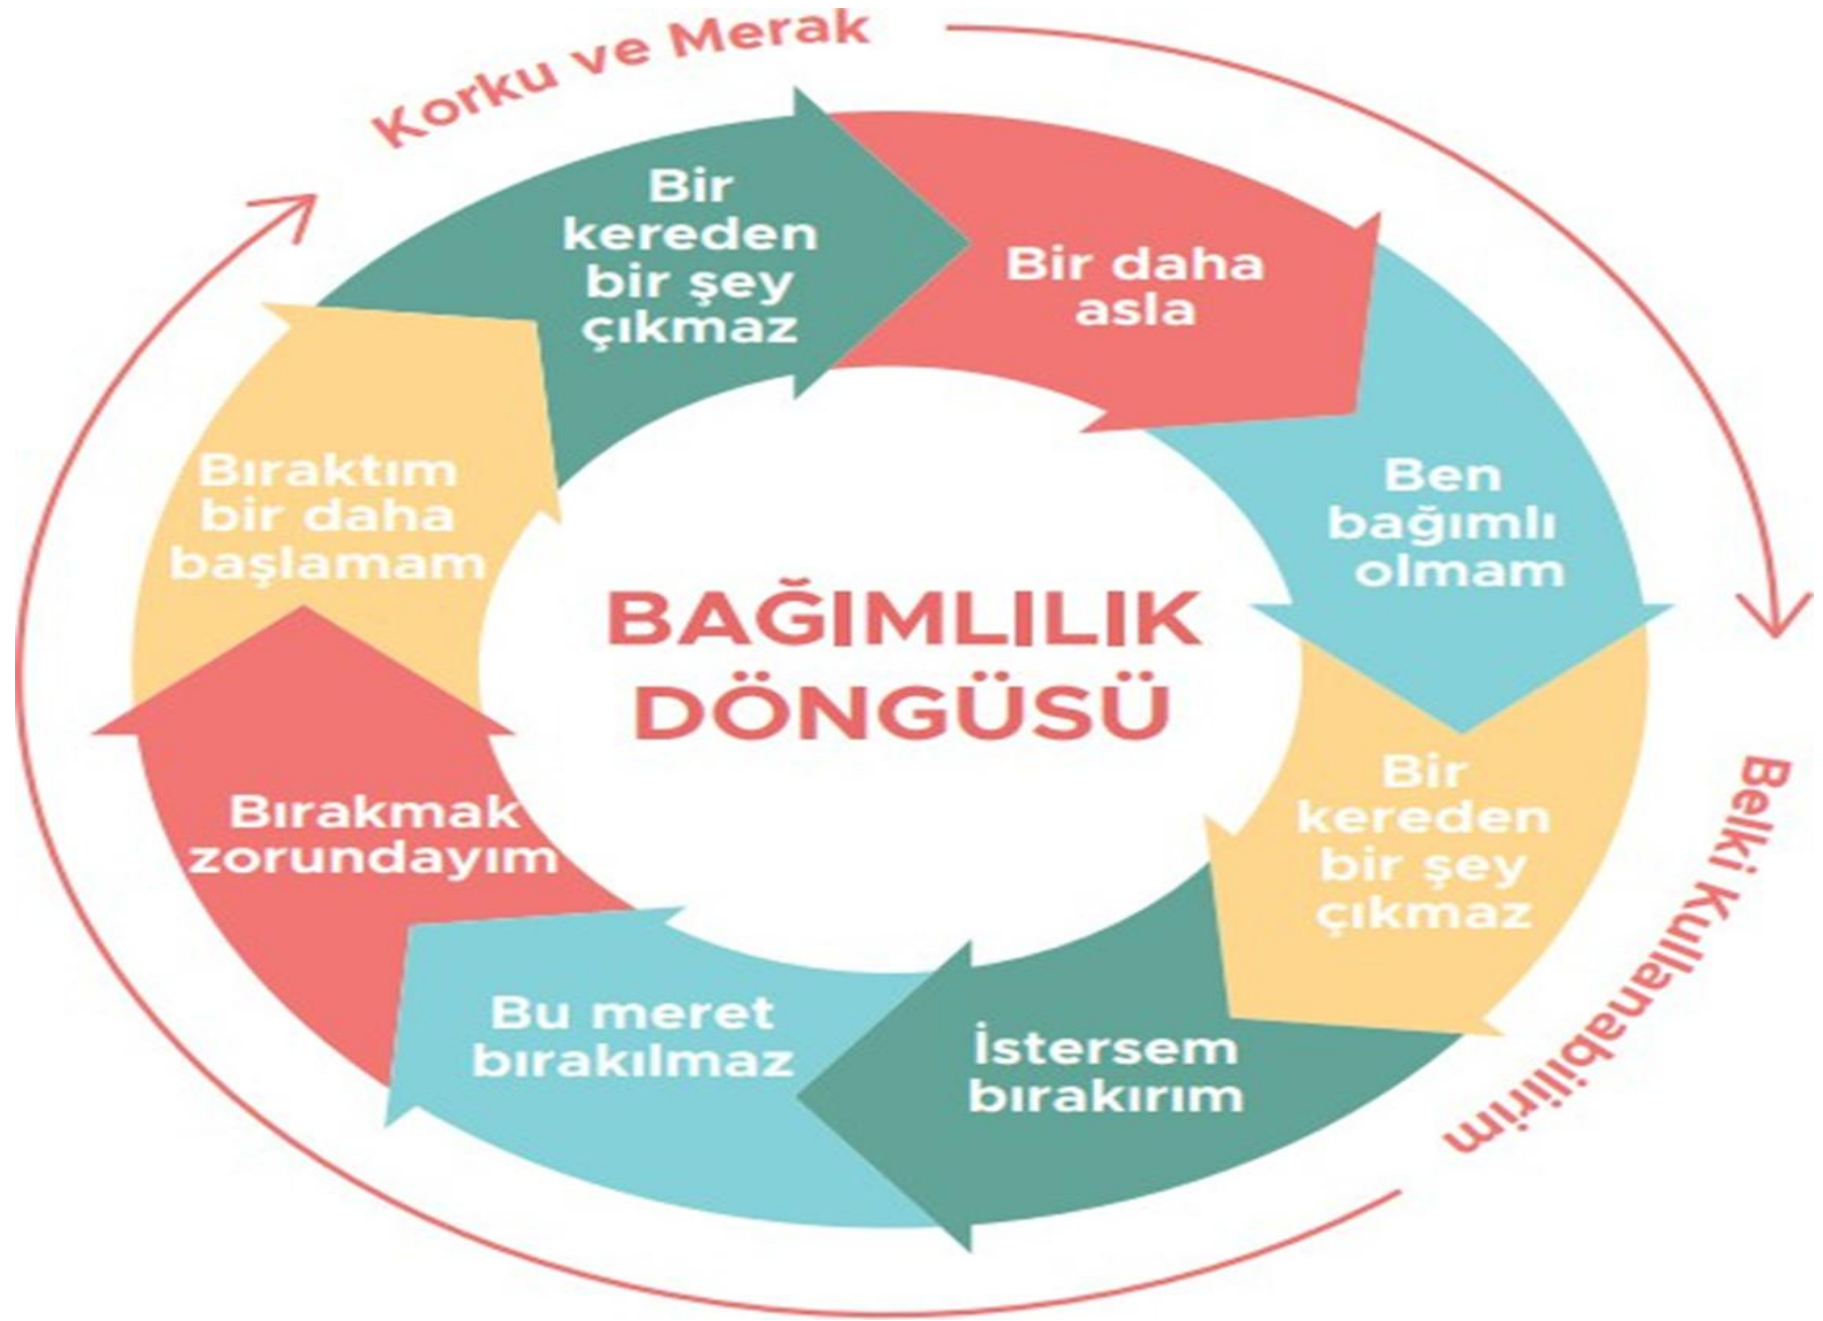 Korku ve Merak
Bir
kereden
bir şey
çıkmaz
Bir daha
asla
Ben
bağımlı
olmam
Bir
kereden
bir şey
çıkmaz
Belki Kullanabilirim
İstersem
bırakırım
Bu meret
bırakılmaz
Bırakmak
zorundayım
Bıraktım
bir daha
başlamam
BAĞIMLILIK
DÖNGÜSÜ